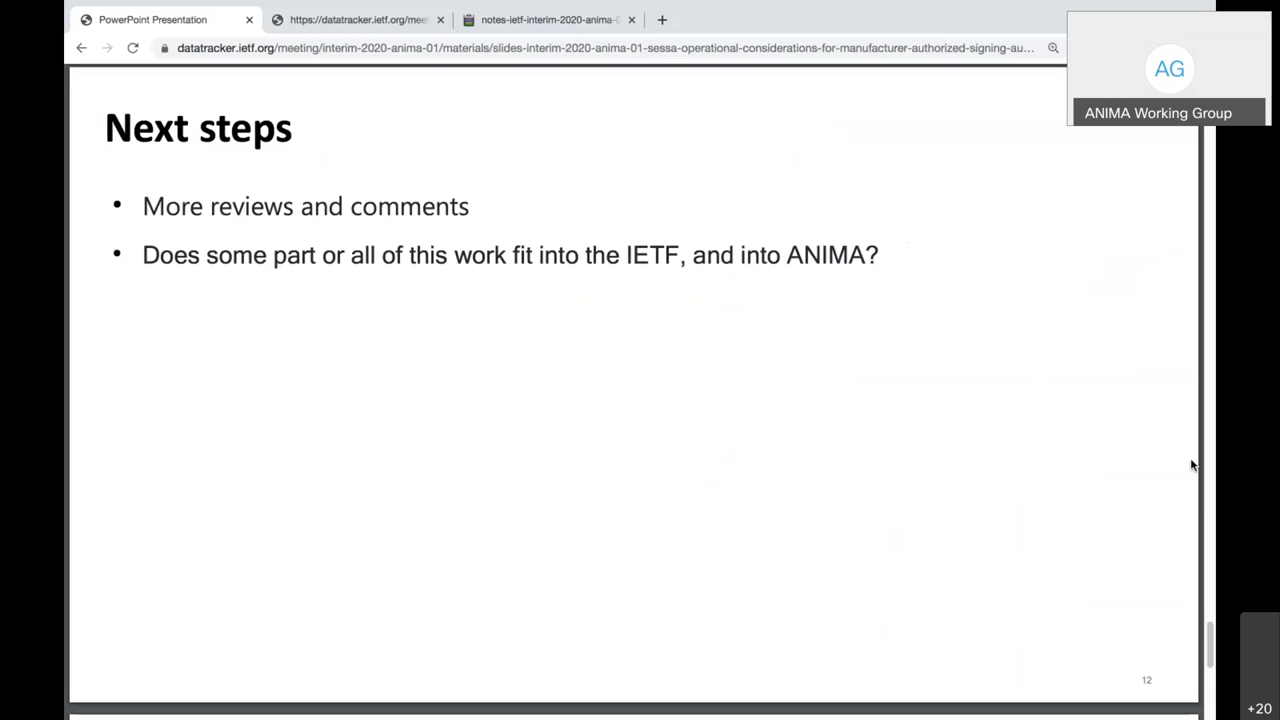 PowerPoint Presentation
https://datatracker.ietf.org/mee
notes-ietf-interim-2020-anima-0
datatracker.ietf.org/meeting/interim-2020-anima-01/materials/slides-interim-2020-anima-01-sessa-operational-considerations-for-manufacturer-authorized-signing-au...
AG
ANIMA Working Group
Next steps
• More reviews and comments
• Does some part or all of this work fit into the IETF, and into ANIMA?
12
+20